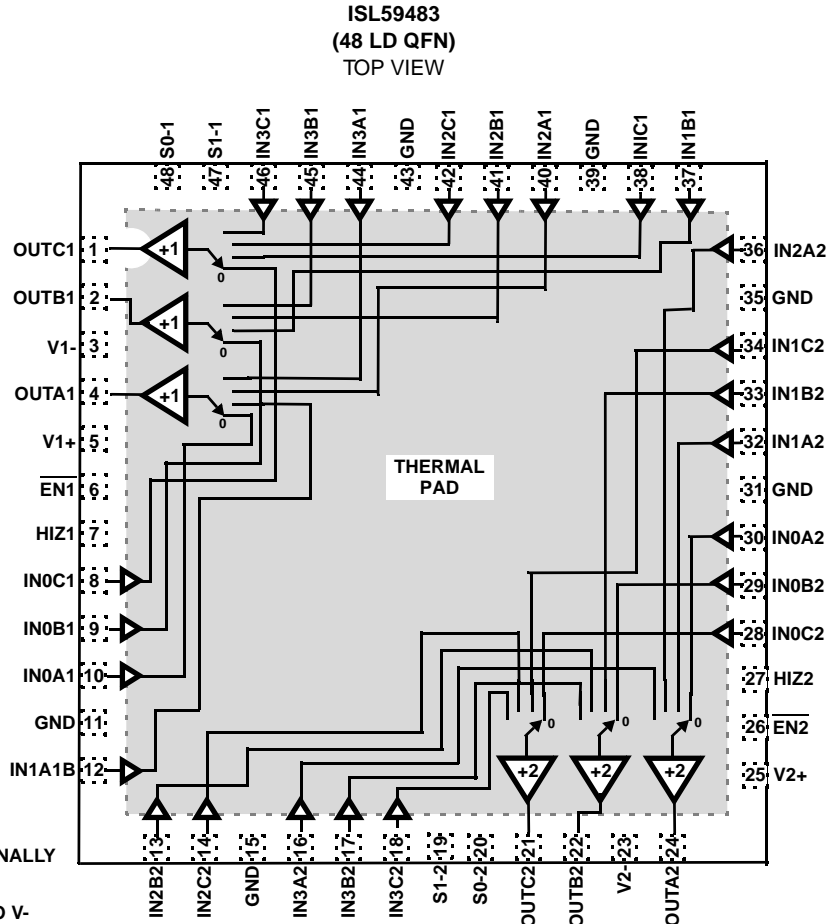 ISL59483
(48 LD QFN)
TOP VIEW
48 S0-1
47 S1-1
46 IN3C1
45 IN3B1
44 IN3A1
43 GND
42 IN2C1
41 IN2B1
40 IN2A1
39 GND
38 INIC1
37 IN1B1
OUTC1 1
OUTB1 2
V1- 3
OUTA1 4
V1+ 5
EN1 6
HIZ1 7
IN0C1 8
IN0B1 9
IN0A1 10
GND 11
IN1A1B 12
+1
0
+1
0
+1
0
THERMAL
PAD
36 IN2A2
35 GND
34 IN1C2
33 IN1B2
32 IN1A2
31 GND
30 IN0A2
29 IN0B2
28 IN0C2
27 HIZ2
26 EN2
25 V2+
0
0
0
+2
+2
+2
IN2B2 13
IN2C2 14
GND 15
IN3A2 16
IN3B2 17
IN3C2 18
S1-2 19
S0-2 20
OUTC2 21
OUTB2 22
V2- 23
OUTA2 24
NALLY
D V-